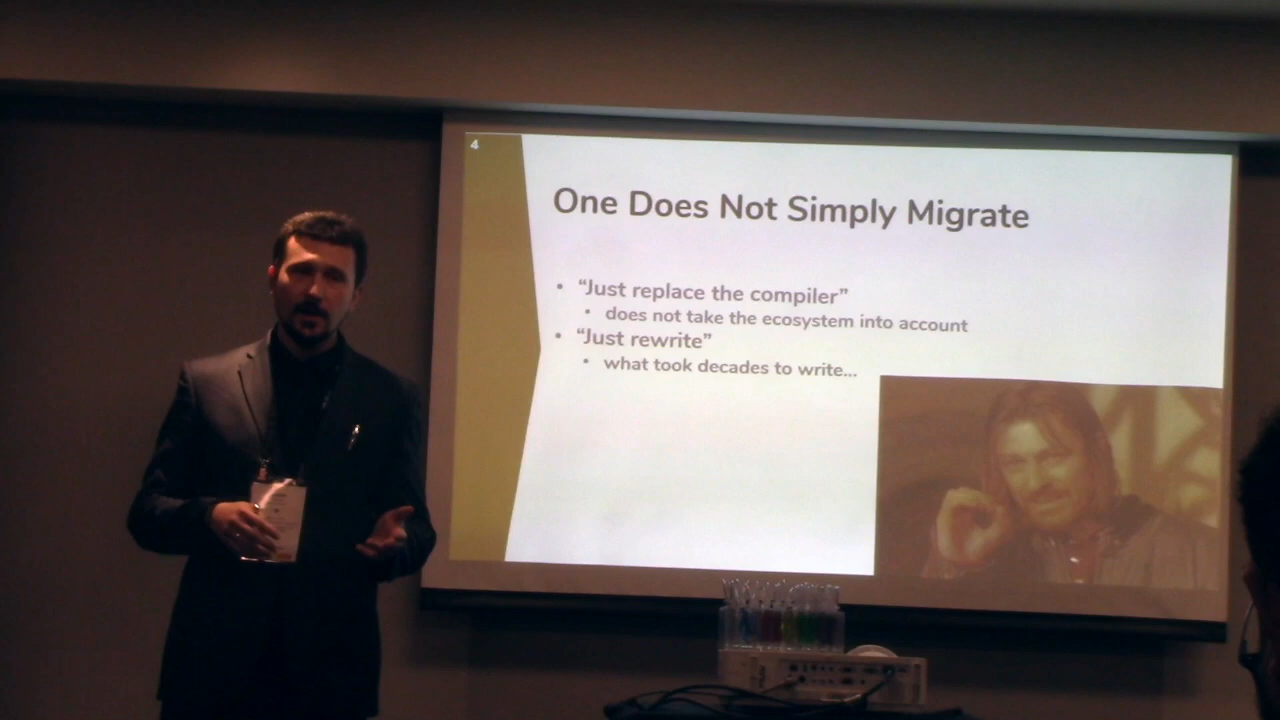 4
One Does Not Simply Migrate
• “Just replace the compiler”
• does not take the ecosystem into account
• “Just rewrite”
• what took decades to write...